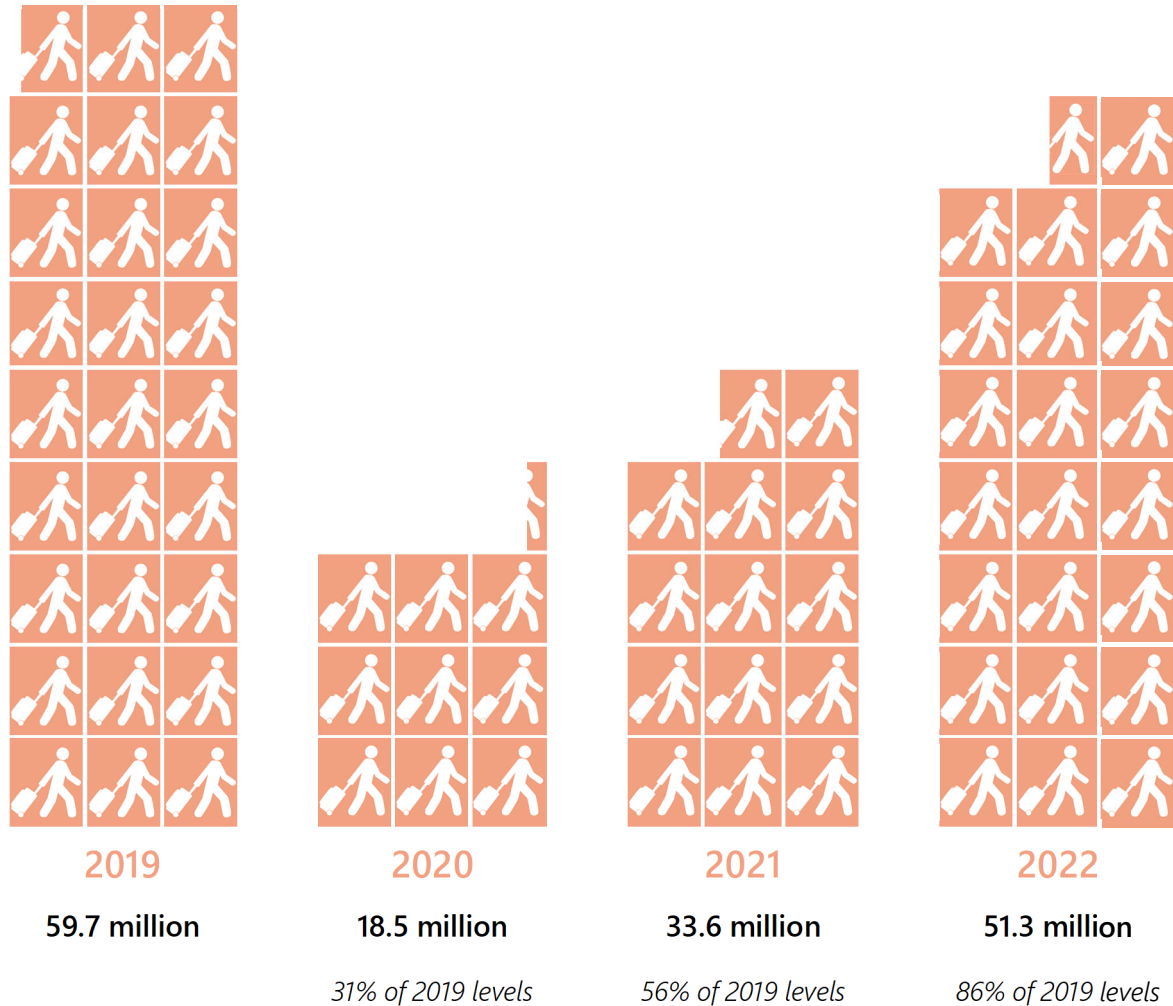 2019
2020
2021
2022
59.7 million
18.5 million
33.6 million
51.3 million
31% of 2019 levels
56% of 2019 levels
86% of 2019 levels